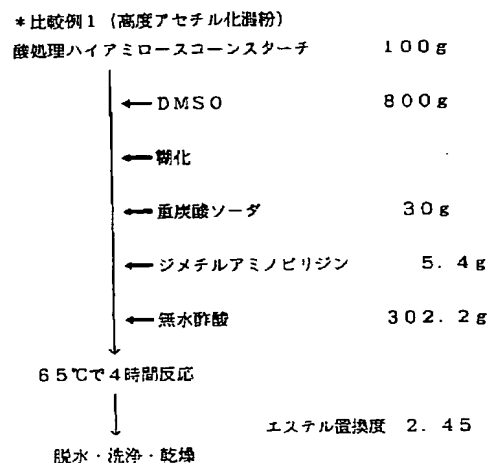 *比較例1(高度アセチル化澱粉)
酸処理ハイアミロースコーンスターチ 100g
DMSO 800g
糊化
重炭酸ソーダ 30g
ジメチルアミノピリジン 5.4g
無水酢酸 302.2g
65℃で4時間反応
エステル置換度 2.45
脱水・洗浄・乾燥